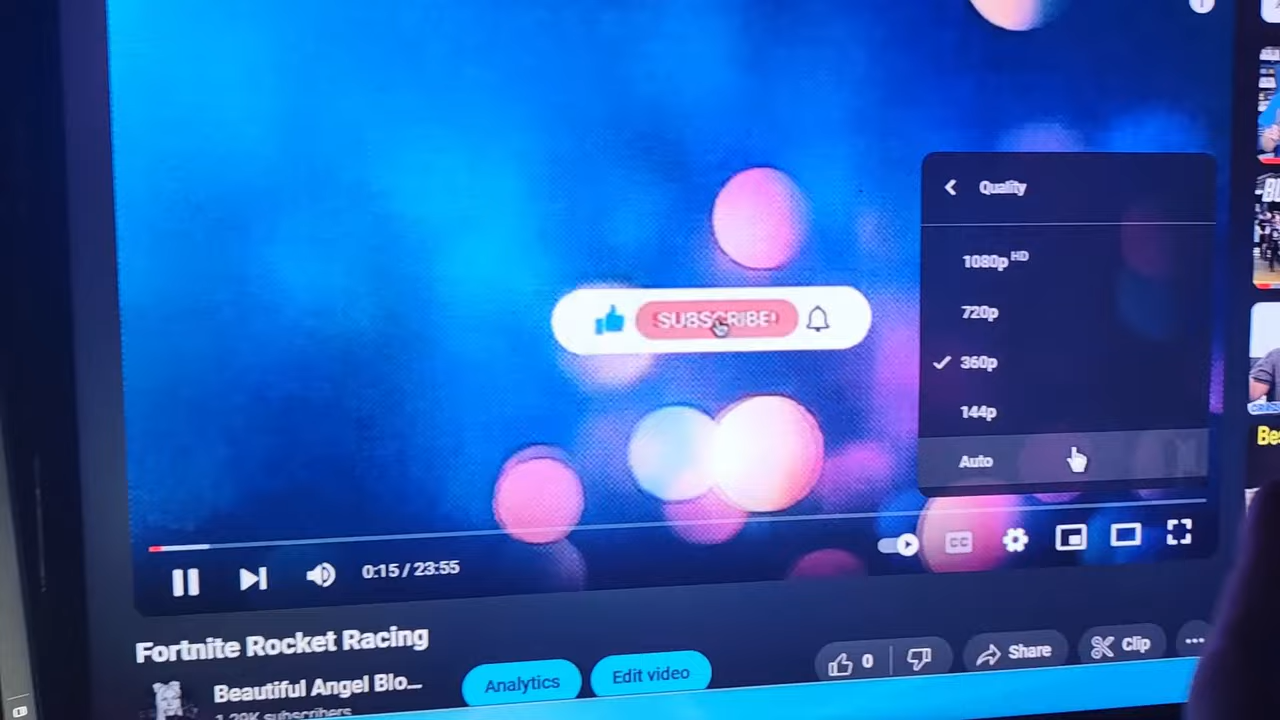 Quality
1080p HD
720p
SUBSCRIBE!
360p
144p
Auto
CC
0:15 / 23:55
Fortnite Rocket Racing
Beautiful Angel Blo...
Analytics
Edit video
0
Share
Clip
1.29K subscribers